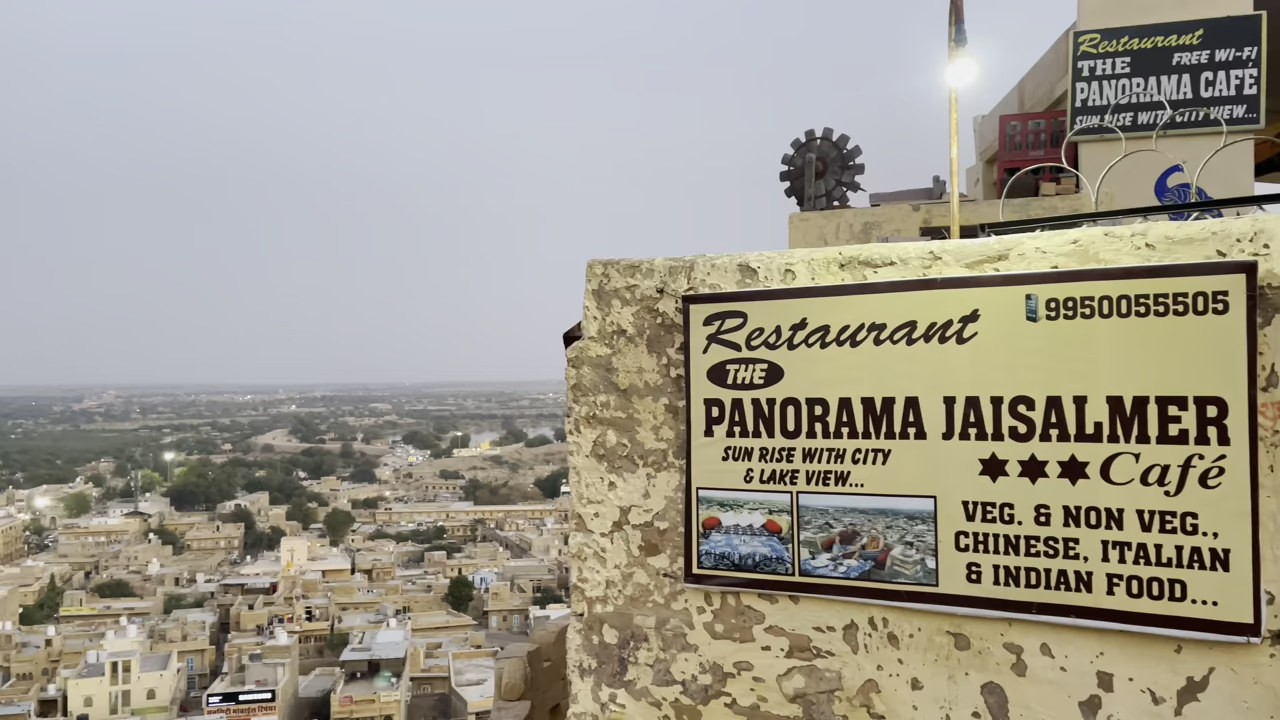 Restaurant
FREE WI-FI
THE
PANORAMA CAFÉ
SUN RISE WITH CITY VIEW...
9950055505
Restaurant
THE
PANORAMA JAISALMER
SUN RISE WITH CITY
& LAKE VIEW...
Café
VEG. & NON VEG.,
CHINESE, ITALIAN
& INDIAN FOOD...
SAMSUNG